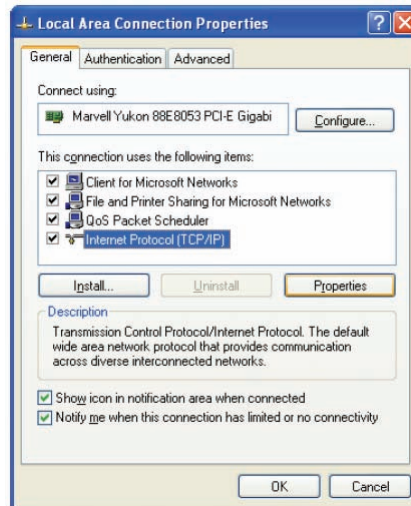 Local Area Connection Properties
General Authentication Advanced
Connect using:
Marvell Yukon 88E8053 PCI-E Gigabi
Configure...
This connection uses the following items:
Client for Microsoft Networks
File and Printer Sharing for Microsoft Networks
QoS Packet Scheduler
Internet Protocol (TCP/IP)
Install... Uninstall Properties
Description
Transmission Control Protocol/Internet Protocol. The default
wide area network protocol that provides communication
across diverse interconnected networks.
Show icon in notification area when connected
Notify me when this connection has limited or no connectivity
OK Cancel